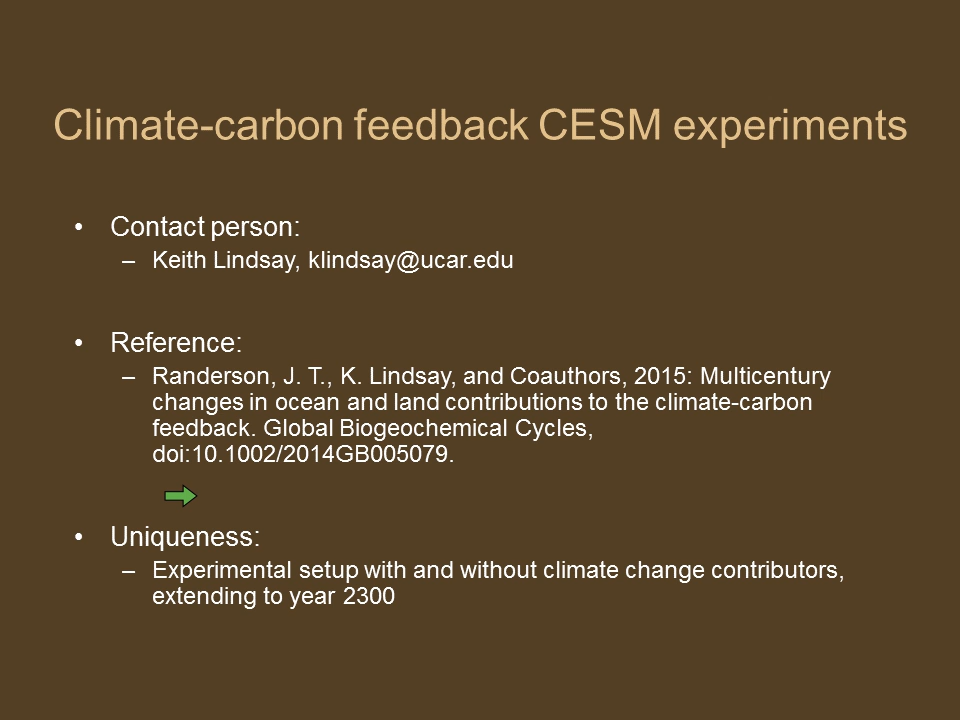 Climate-carbon feedback CESM experiments
• Contact person:
– Keith Lindsay, klindsay@ucar.edu
• Reference:
– Randerson, J. T., K. Lindsay, and Coauthors, 2015: Multicentury
changes in ocean and land contributions to the climate-carbon
feedback. Global Biogeochemical Cycles,
doi:10.1002/2014GB005079.
• Uniqueness:
– Experimental setup with and without climate change contributors,
extending to year 2300